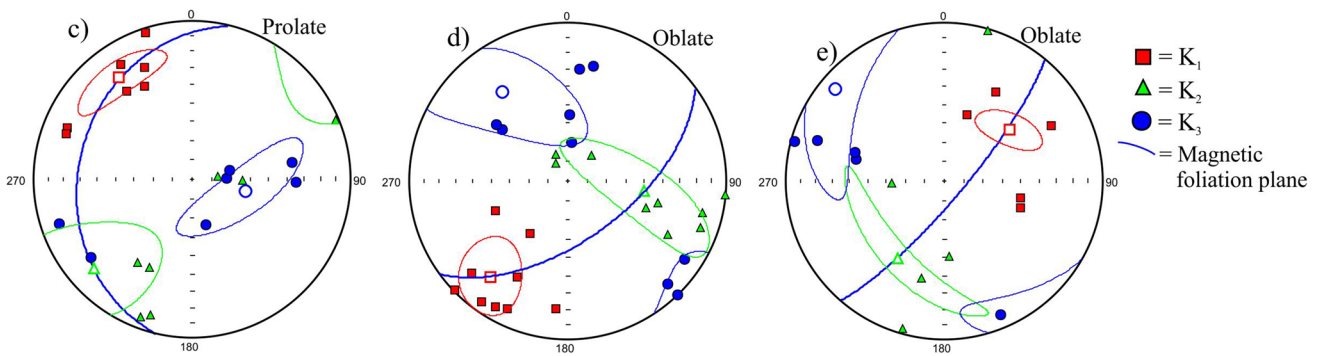 c)
Prolate
0
90
180
270
d)
Oblate
0
90
180
270
e)
Oblate
0
90
180
270
= K1
= K2
= K3
= Magnetic
foliation plane